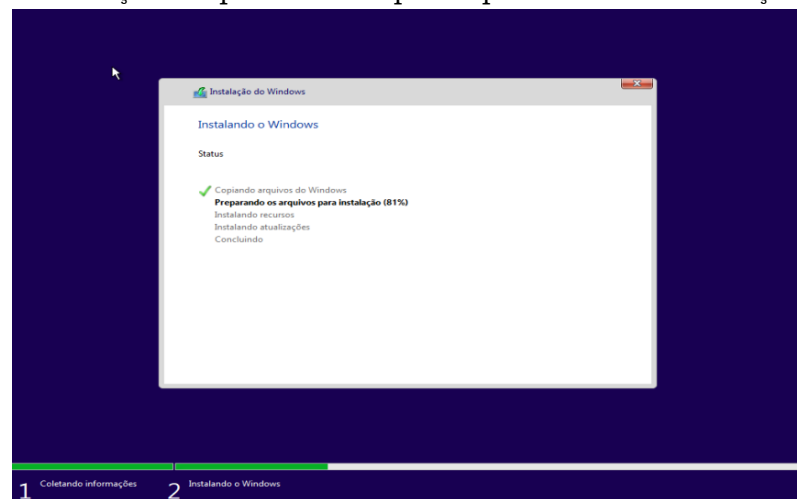 Instalação do Windows
Instalando o Windows
Status
Copiando arquivos do Windows
Preparando os arquivos para instalação (81%)
Instalando recursos
Instalando atualizações
Concluindo
1 Coletando informações
2 Instalando o Windows